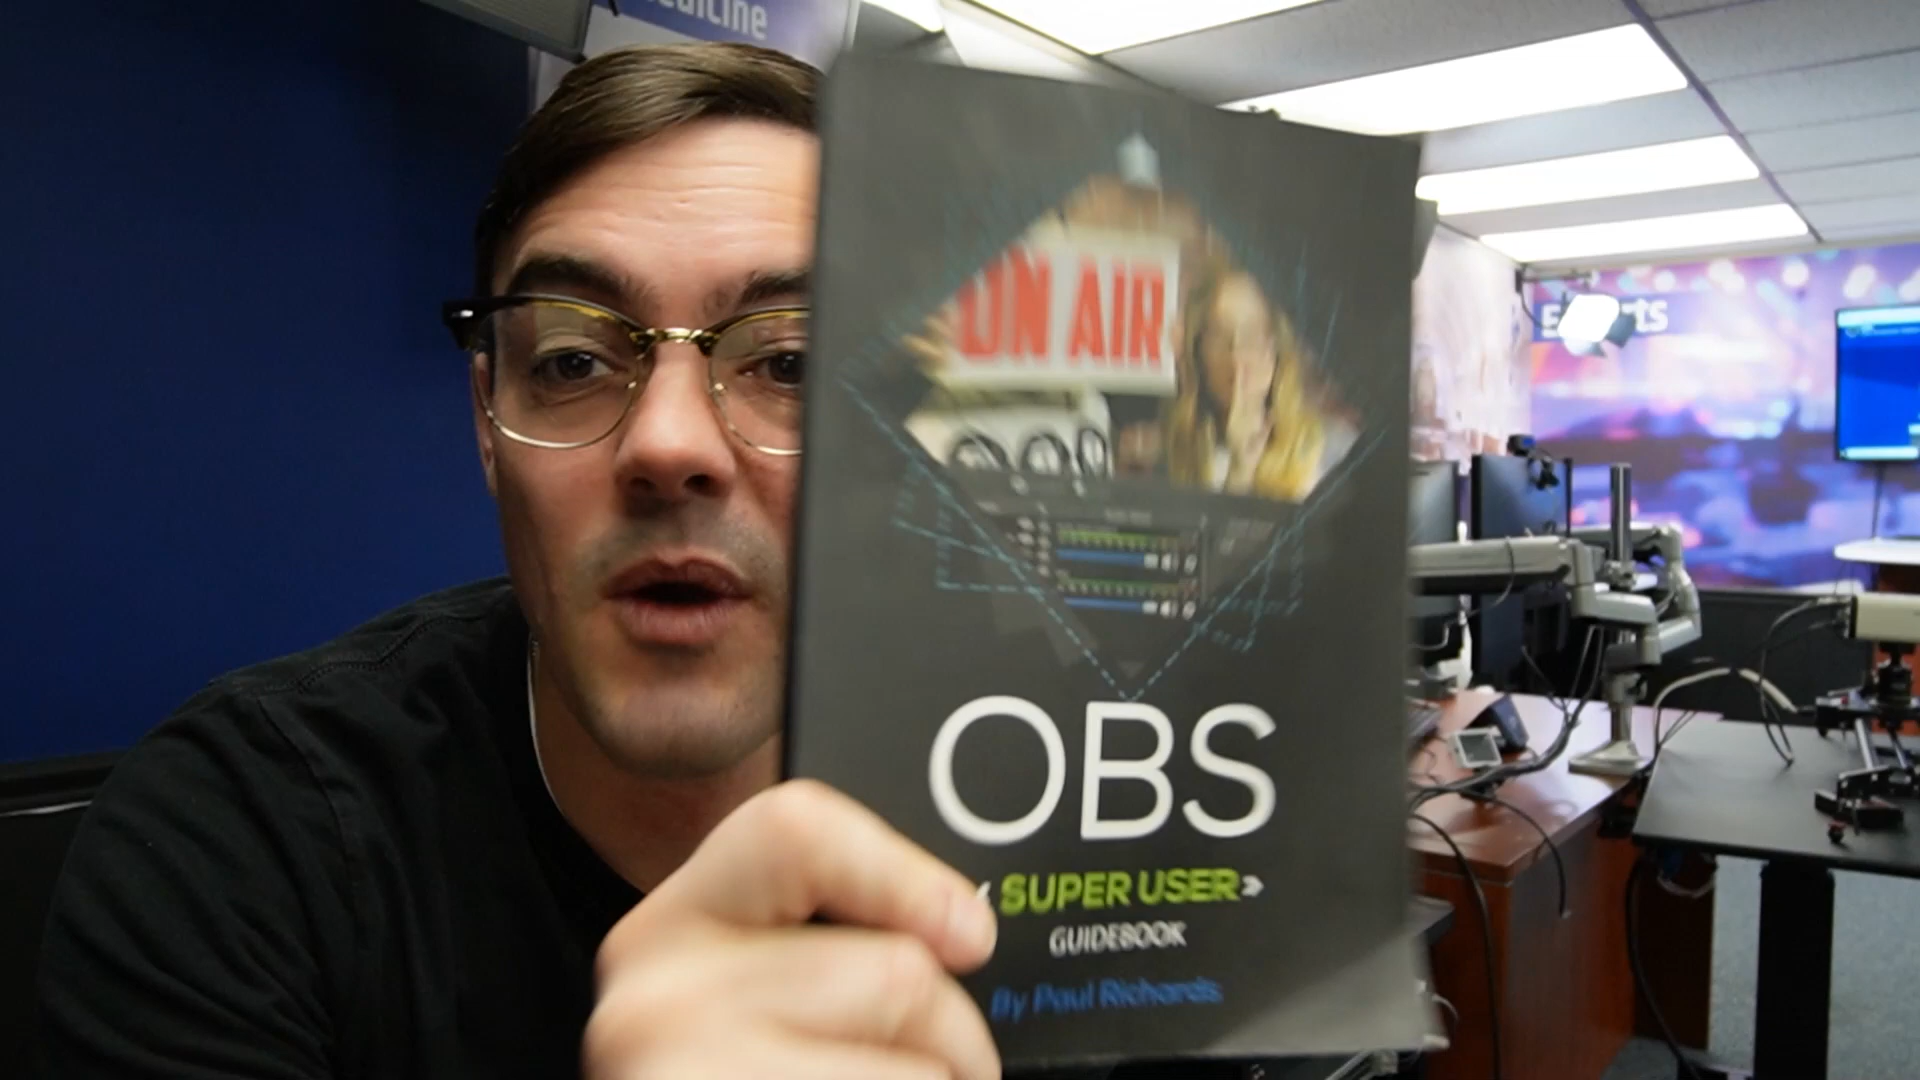 ON AIR
OBS
SUPER USER »
GUIDEBOOK
By Paul Richards